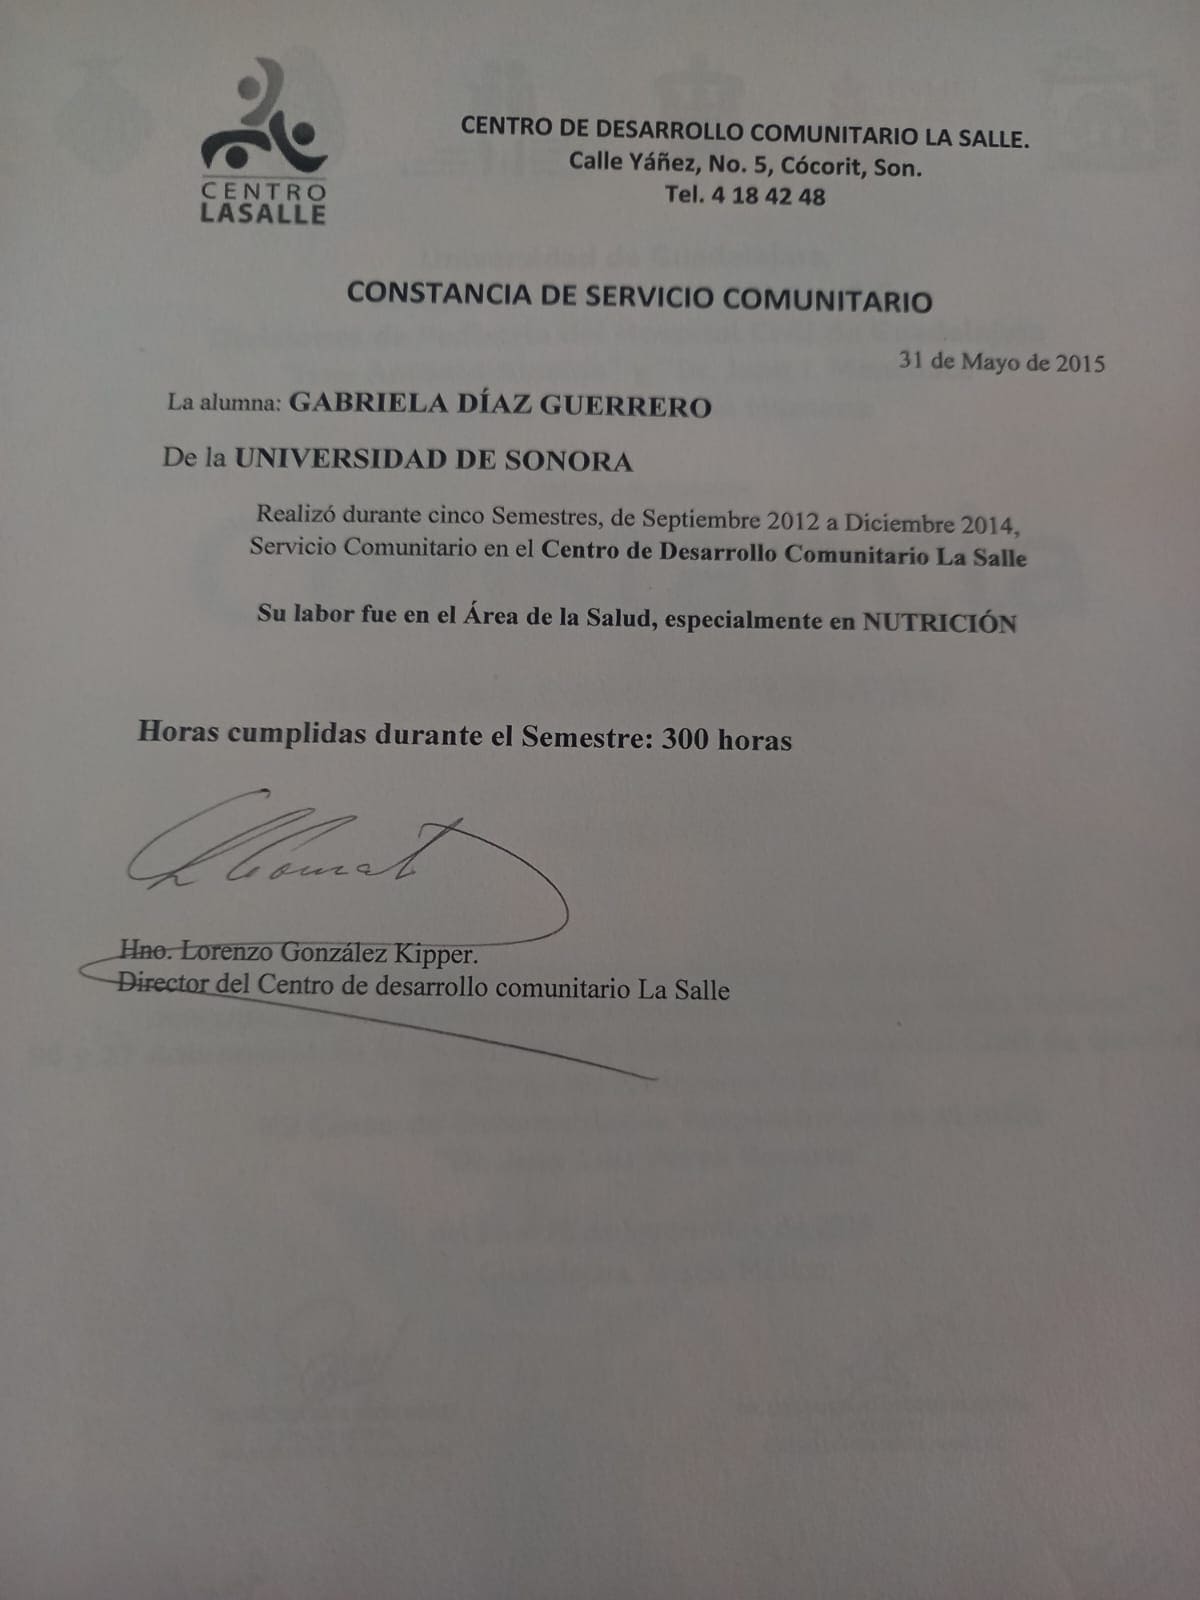 CENTRO
LASALLE
CENTRO DE DESARROLLO COMUNITARIO LA SALLE.
Calle Yáñez, No. 5, Cócorit, Son.
Tel. 4 18 42 48
CONSTANCIA DE SERVICIO COMUNITARIO
31 de Mayo de 2015
La alumna: GABRIELA DÍAZ GUERRERO
De la UNIVERSIDAD DE SONORA
Realizó durante cinco Semestres, de Septiembre 2012 a Diciembre 2014,
Servicio Comunitario en el Centro de Desarrollo Comunitario La Salle
Su labor fue en el Área de la Salud, especialmente en NUTRICIÓN
Horas cumplidas durante el Semestre: 300 horas
Hno. Lorenzo González Kipper.
Director del Centro de desarrollo comunitario La Salle